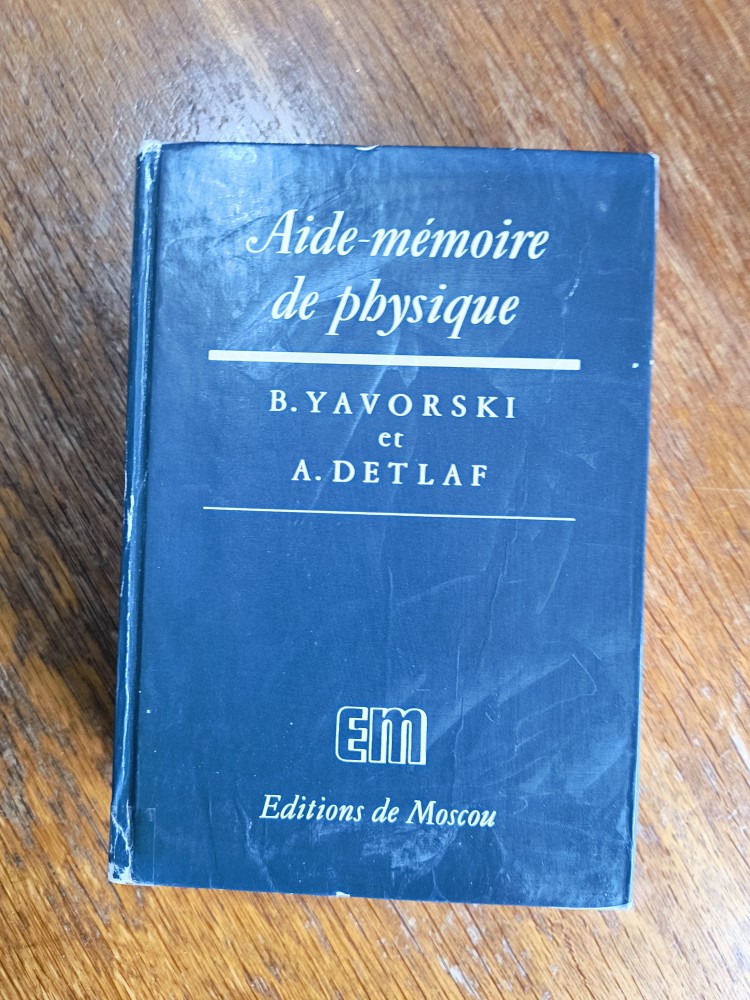 Aide-mémoire
de physique
B. YAVORSKI
et
A. DETLAF
EM
Editions de Moscou